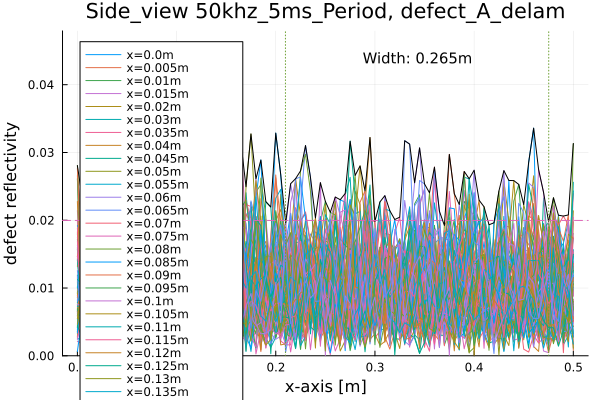 Side_view 50khz_5ms_Period, defect_A_delam
Width: 0.265m
defect reflectivity
0.04
0.03
0.02
0.01
0.00
x=0.0m
x=0.005m
x=0.01m
x=0.015m
x=0.02m
x=0.03m
x=0.035m
x=0.04m
x=0.045m
x=0.05m
x=0.055m
x=0.06m
x=0.065m
x=0.07m
x=0.075m
x=0.08m
x=0.085m
x=0.09m
x=0.095m
x=0.1m
x=0.105m
x=0.11m
x=0.115m
x=0.12m
x=0.125m
x=0.13m
x=0.135m
0.2 0.3 0.4 0.5
x-axis [m]